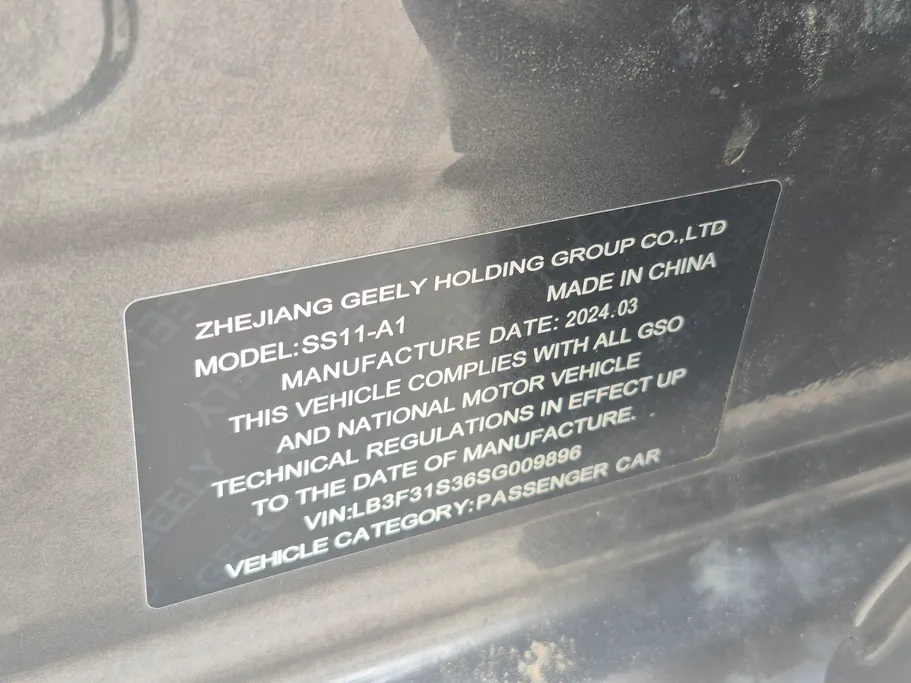 ZHEJIANG GEELY HOLDING GROUP CO.,LTD
MODEL:SS11-A1 MADE IN CHINA
MANUFACTURE DATE: 2024.03
THIS VEHICLE COMPLIES WITH ALL GSO
AND NATIONAL MOTOR VEHICLE
TECHNICAL REGULATIONS IN EFFECT UP
TO THE DATE OF MANUFACTURE.
VIN:LB3F31S36SG009896
VEHICLE CATEGORY:PASSENGER CAR